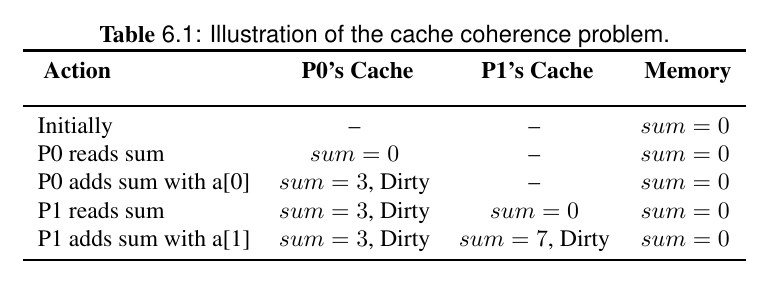 Table 6.1: Illustration of the cache coherence problem.
Action P0's Cache P1's Cache Memory
Initially – – sum = 0
P0 reads sum sum = 0 – sum = 0
P0 adds sum with a[0] sum = 3, Dirty – sum = 0
P1 reads sum sum = 3, Dirty sum = 0 sum = 0
P1 adds sum with a[1] sum = 3, Dirty sum = 7, Dirty sum = 0